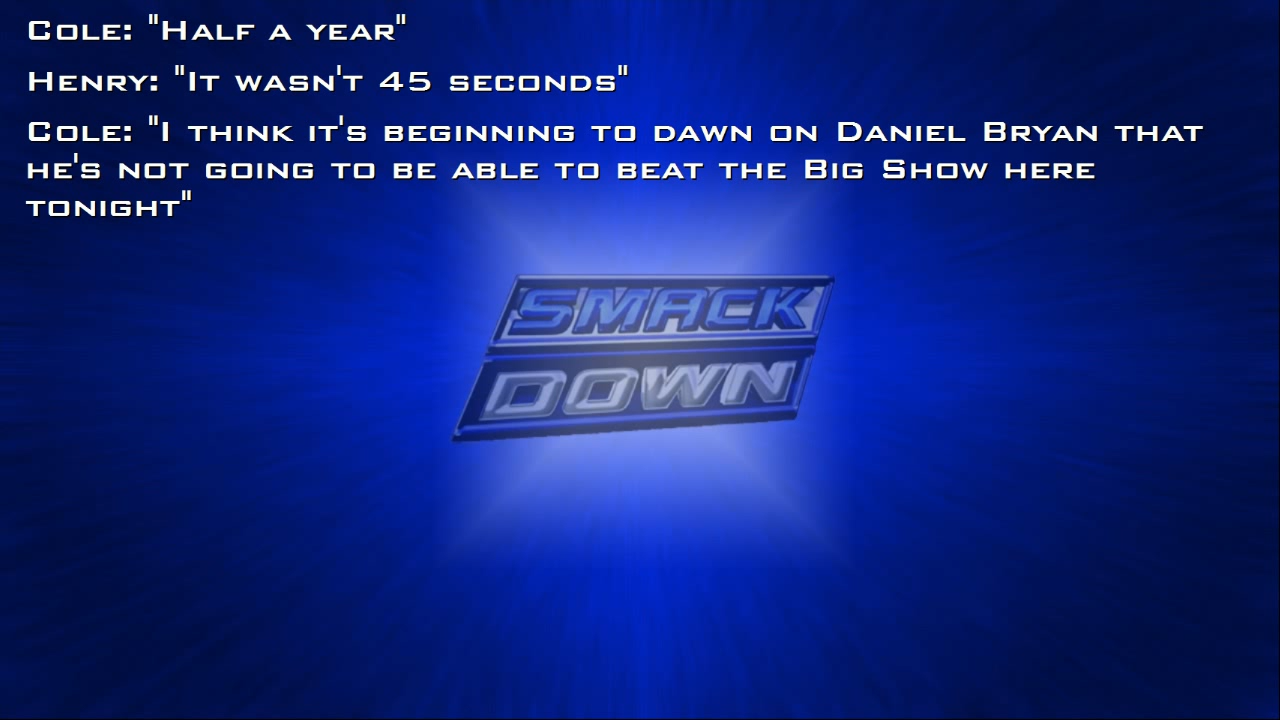 Cole: "Half a year"
Henry: "It wasn't 45 seconds"
Cole: "I think it's beginning to dawn on Daniel Bryan that
he's not going to be able to beat the Big Show here
tonight"
SMACK
DOWN